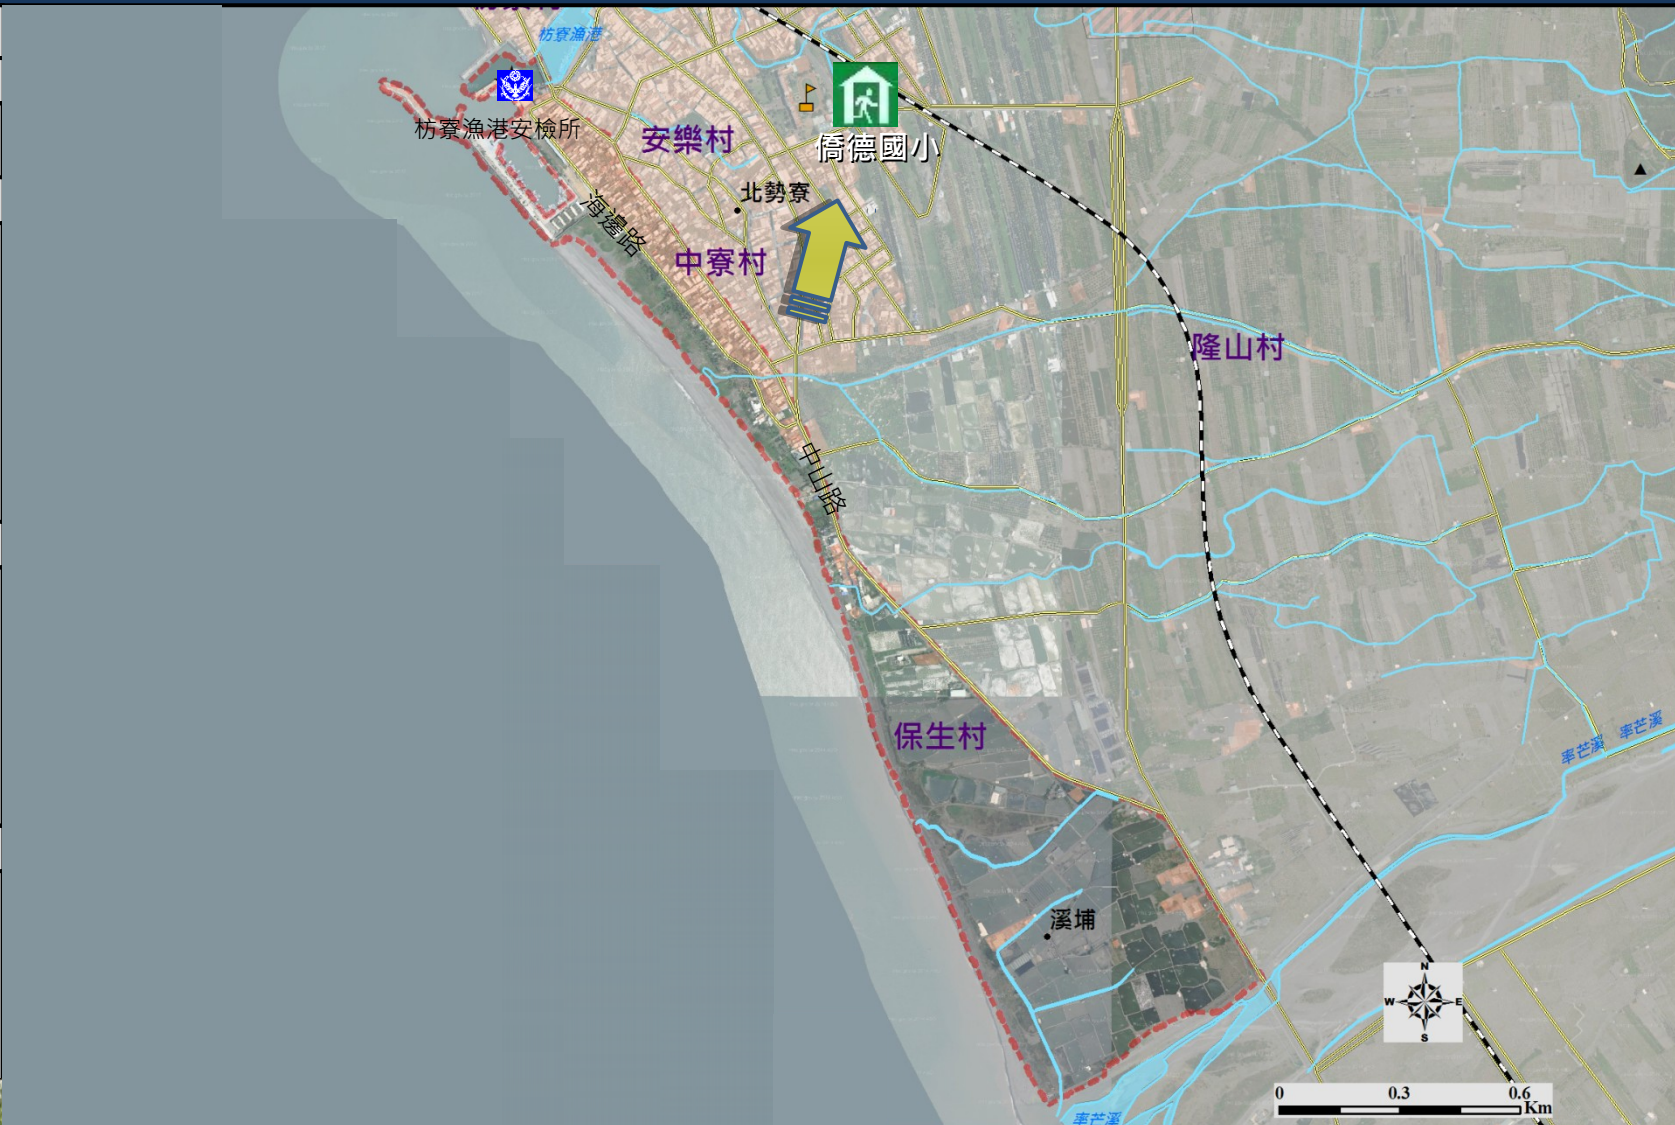 枋寮漁港
枋寮漁港安檢所
安樂村
僑德國小
北勢寮
海邊路
中寮村
隆山村
中山路
保生村
率芒溪
率芒溪
溪埔
N
W
E
S
0
0.3
0.6
Km
率芒溪